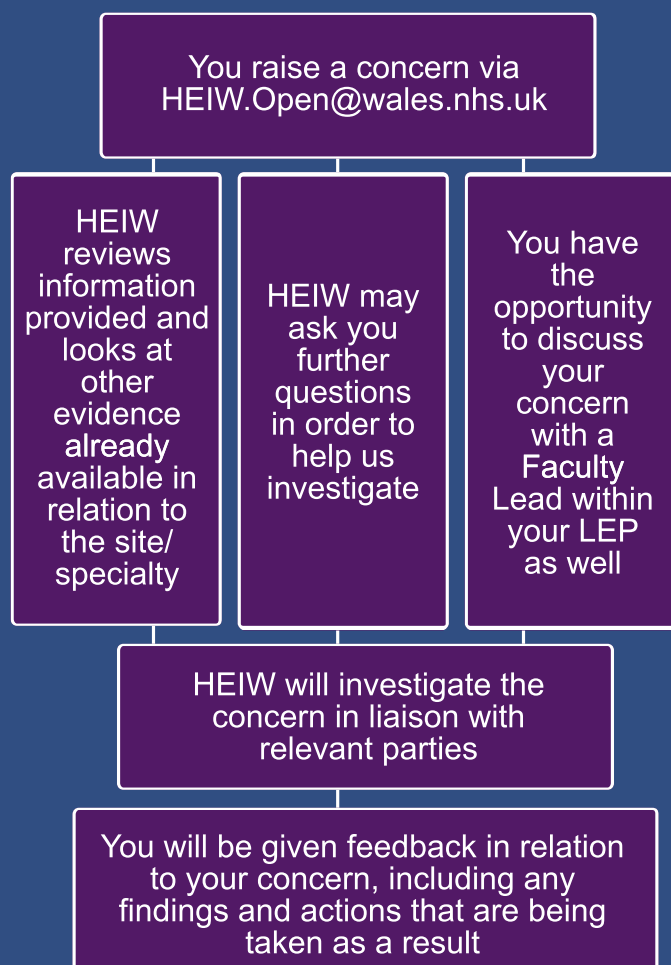 You raise a concern via
HEIW.Open@wales.nhs.uk
HEIW
reviews
information
provided and
looks at
other
evidence
already
available in
relation to
the site/
specialty
HEIW may
ask you
further
questions
in order to
help us
investigate
You have
the
opportunity
to discuss
your
concern
with a
Faculty
Lead within
your LEP
as well
HEIW will investigate the
concern in liaison with
relevant parties
You will be given feedback in relation
to your concern, including any
findings and actions that are being
taken as a result